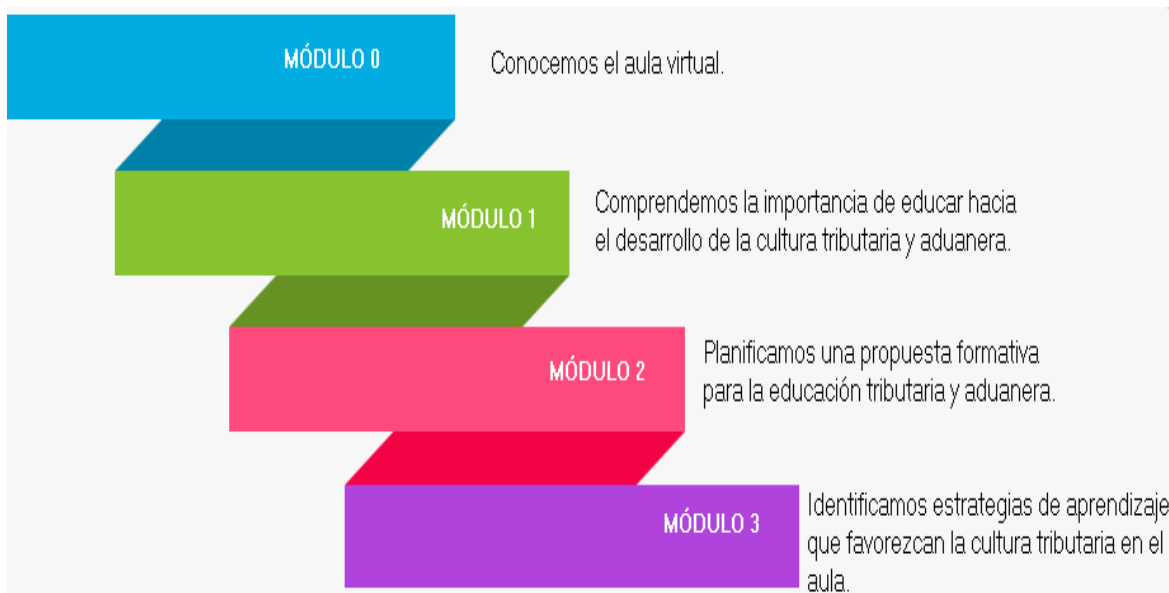 MÓDULO 0
Conocemos el aula virtual.
MÓDULO 1
Comprendemos la importancia de educar hacia
el desarrollo de la cultura tributaria y aduanera.
MÓDULO 2
Planificamos una propuesta formativa
para la educación tributaria y aduanera.
MÓDULO 3
Identificamos estrategias de aprendizaje
que favorezcan la cultura tributaria en el
aula.